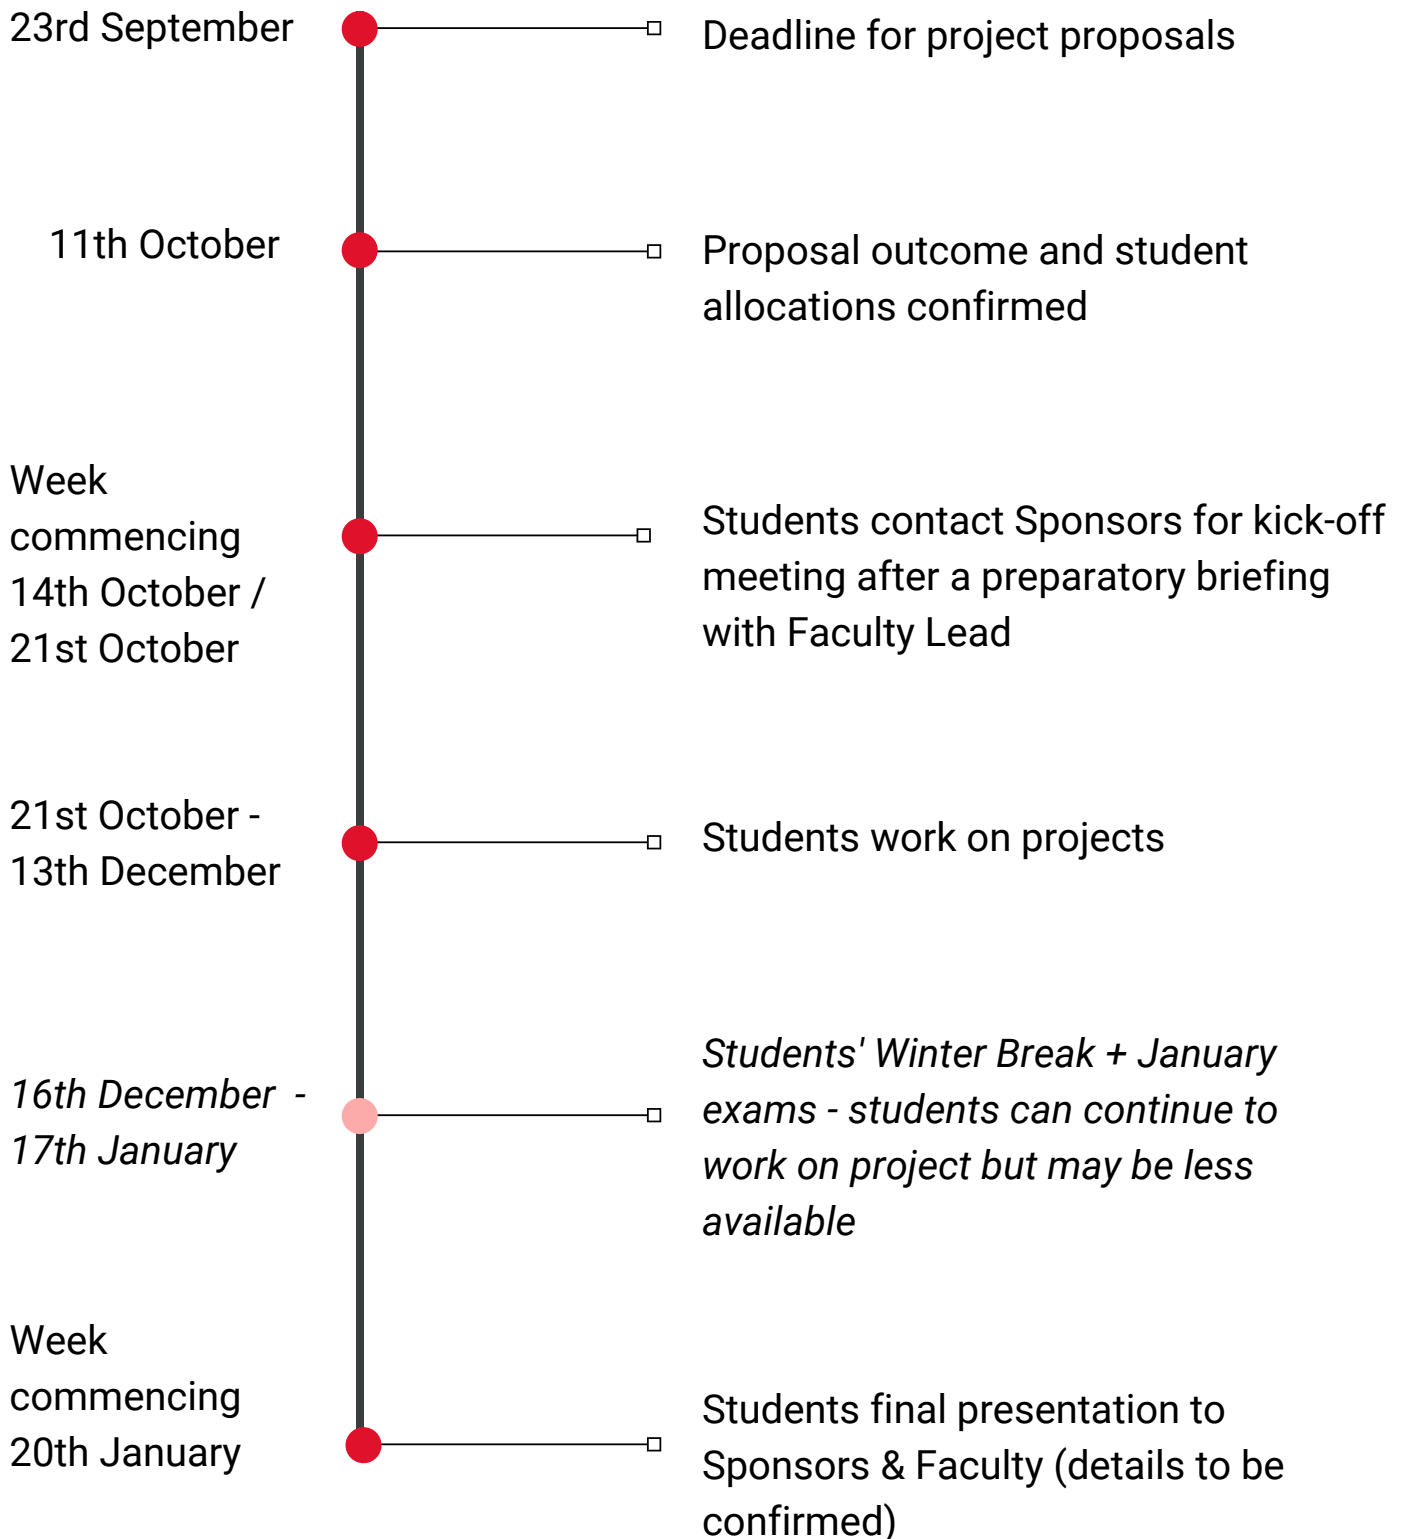 23rd September
Deadline for project proposals
11th October
Proposal outcome and student
allocations confirmed
Week
commencing
14th October /
21st October
Students contact Sponsors for kick-off
meeting after a preparatory briefing
with Faculty Lead
21st October -
13th December
Students work on projects
16th December  -
17th January
Students' Winter Break + January
exams - students can continue to
work on project but may be less
available
Week
commencing
20th January
Students final presentation to
Sponsors & Faculty (details to be
confirmed)